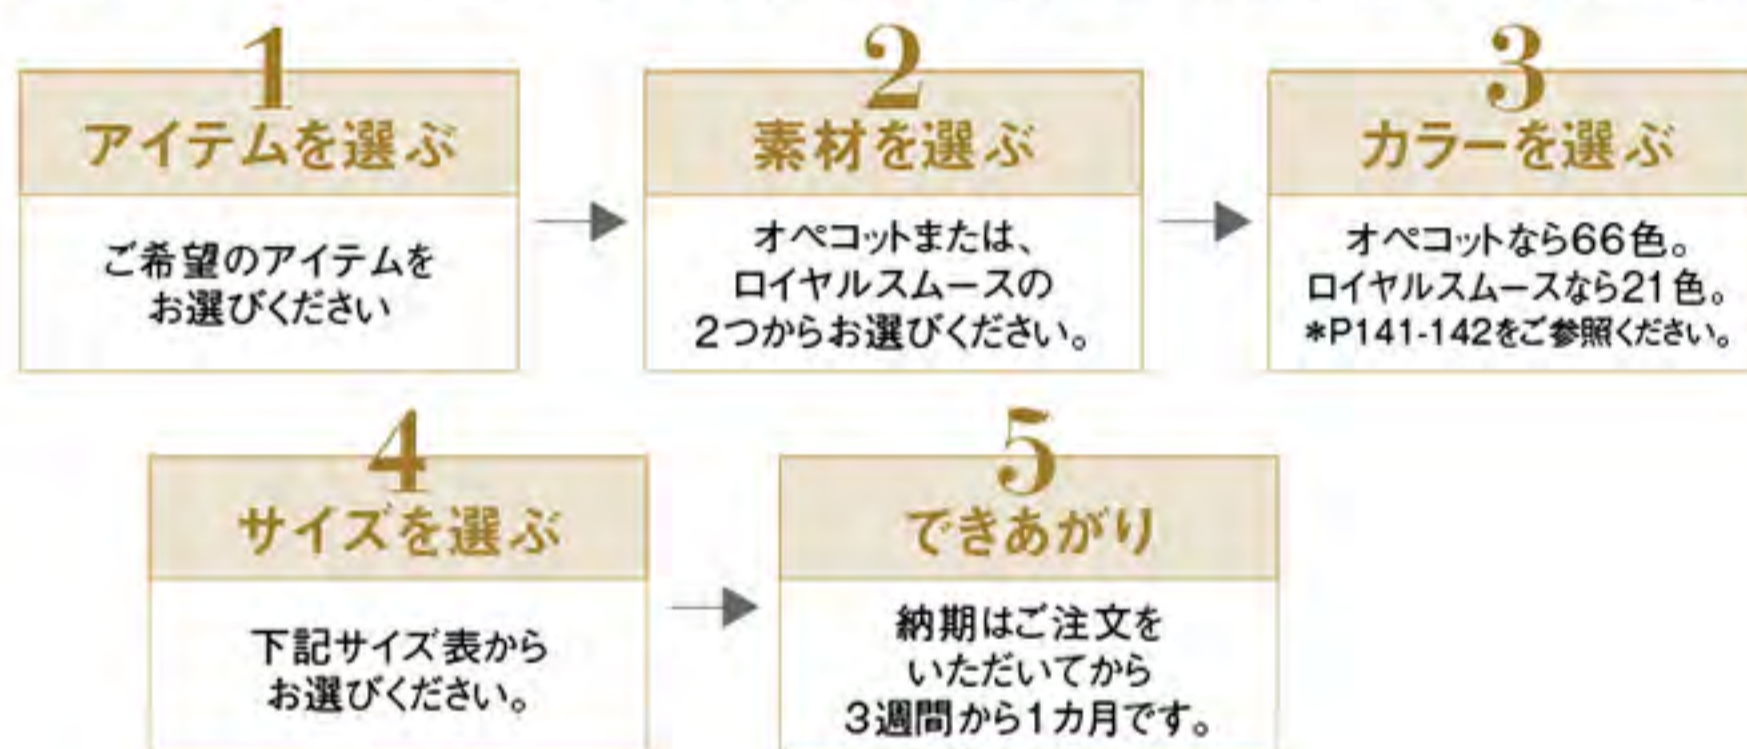 1
アイテムを選ぶ
ご希望のアイテムを
お選びください
2
素材を選ぶ
オペコットまたは、
ロイヤルスムースの
2つからお選びください。
3
カラーを選ぶ
オペコットなら66色。
ロイヤルスムースなら21色。
*P141-142をご参照ください。
4
サイズを選ぶ
下記サイズ表から
お選びください。
5
できあがり
納期はご注文を
いただいてから
3週間から1カ月です。